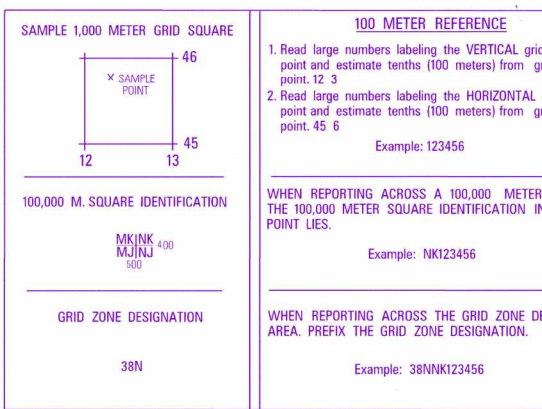 SAMPLE 1,000 METER GRID SQUARE
46
X SAMPLE
POINT
45
12 13
100,000 M. SQUARE IDENTIFICATION
MK NK
MJ NJ
400
500
GRID ZONE DESIGNATION
38N
100 METER REFERENCE
1. Read large numbers labeling the VERTICAL grid
point and estimate tenths (100 meters) from
point. 12 3
2. Read large numbers labeling the HORIZONTAL
point and estimate tenths (100 meters) from
point. 45 6
Example: 123456
WHEN REPORTING ACROSS A 100,000 METER
THE 100,000 METER SQUARE IDENTIFICATION IN
POINT LIES.
Example: NK123456
WHEN REPORTING ACROSS THE GRID ZONE
AREA. PREFIX THE GRID ZONE DESIGNATION.
Example: 38NNK123456